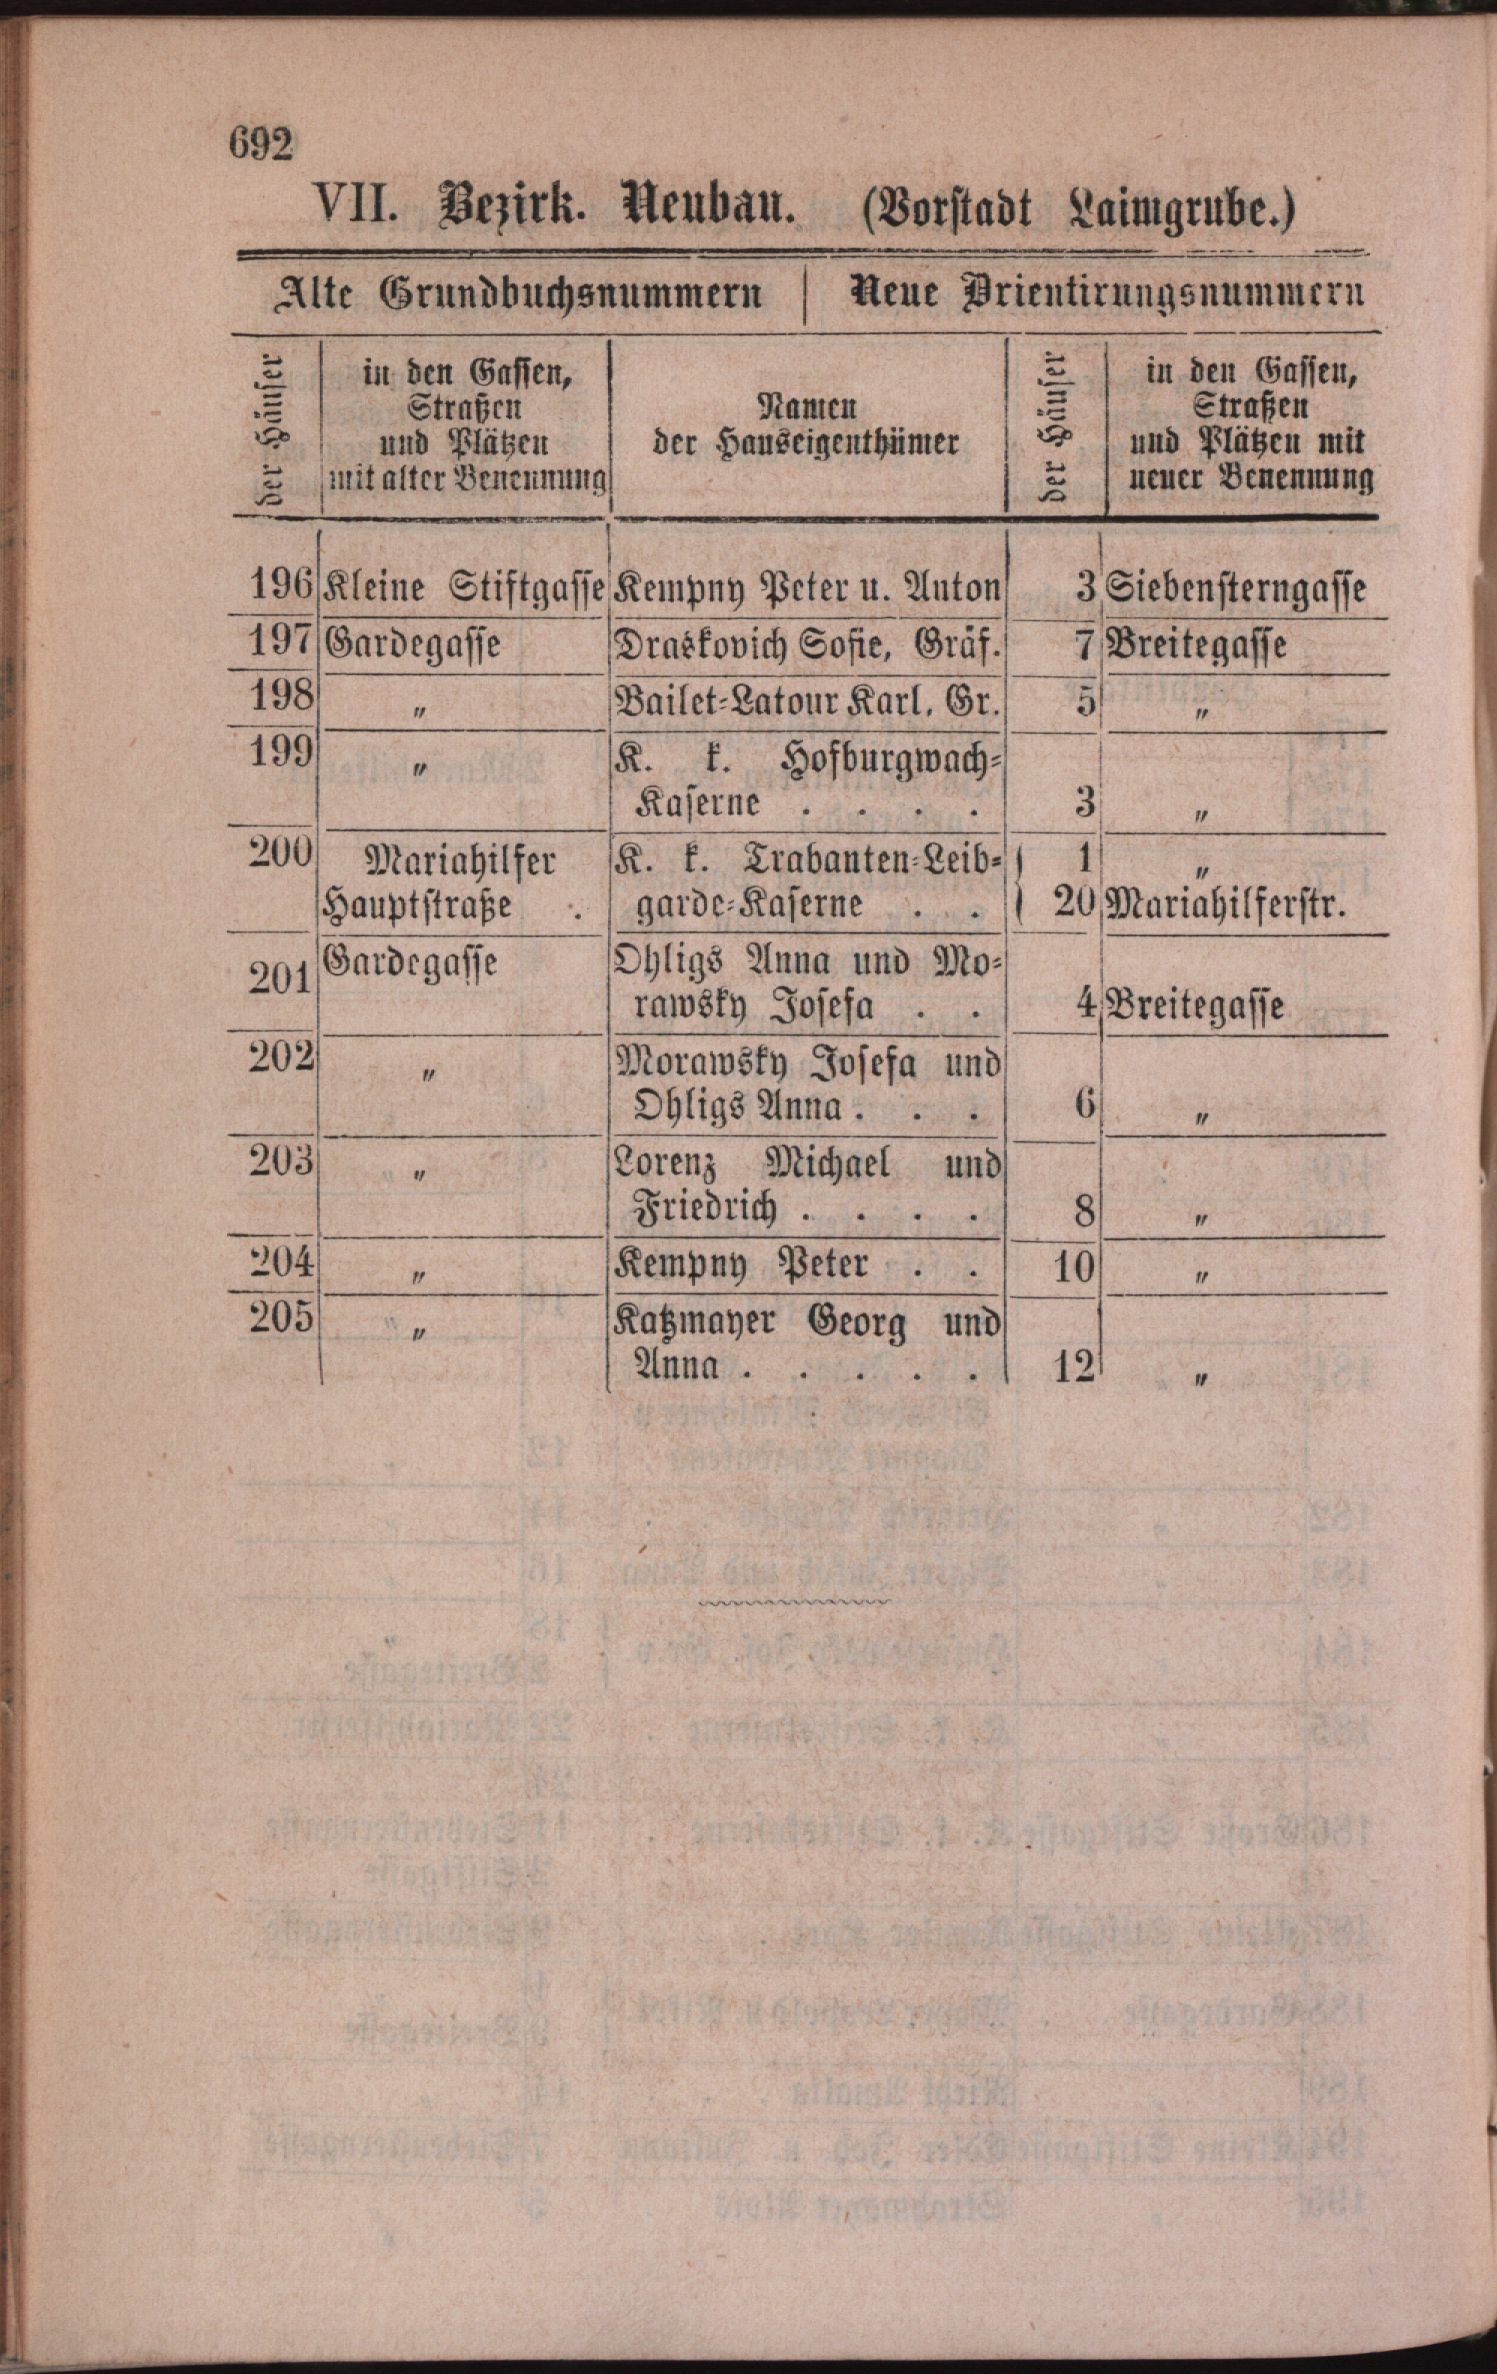 692
VII. Bezirk. Neubau. (Vorstadt Laimgrube.)
Alte Grundbuchsnummern | Neue Orientirungsnummern
der Häuser
in den Gassen,
Straßen
und Plätzen
mit alter Benennung
Namen
der Hauseigenthümer
der Häuser
in den Gassen,
Straßen
und Plätzen mit
neuer Benennung
196 Kleine Stiftgasse Kempny Peter u. Anton 3 Siebensterngasse
197 Gardegasse Draskovich Sofie, Gräf. 7 Breitegasse
198 „ Bailet-Latour Karl, Gr. 5 „
199 „ K. k. Hofburgwach-
Kaserne . . . . 3 „
200 Mariahilfer K. k. Trabanten-Leib- 1 „
Hauptstraße . garde-Kaserne . . 20 Mariahilferstr.
201 Gardegasse Ohligs Anna und Mo-
rawsky Josefa . . 4 Breitegasse
202 „ Morawsky Josefa und
Ohligs Anna . . . 6 „
203 „ Lorenz Michael und
Friedrich . . . . 8 „
204 „ Kempny Peter . . 10 „
205 „ Katzmayer Georg und
Anna . . . . . 12 „